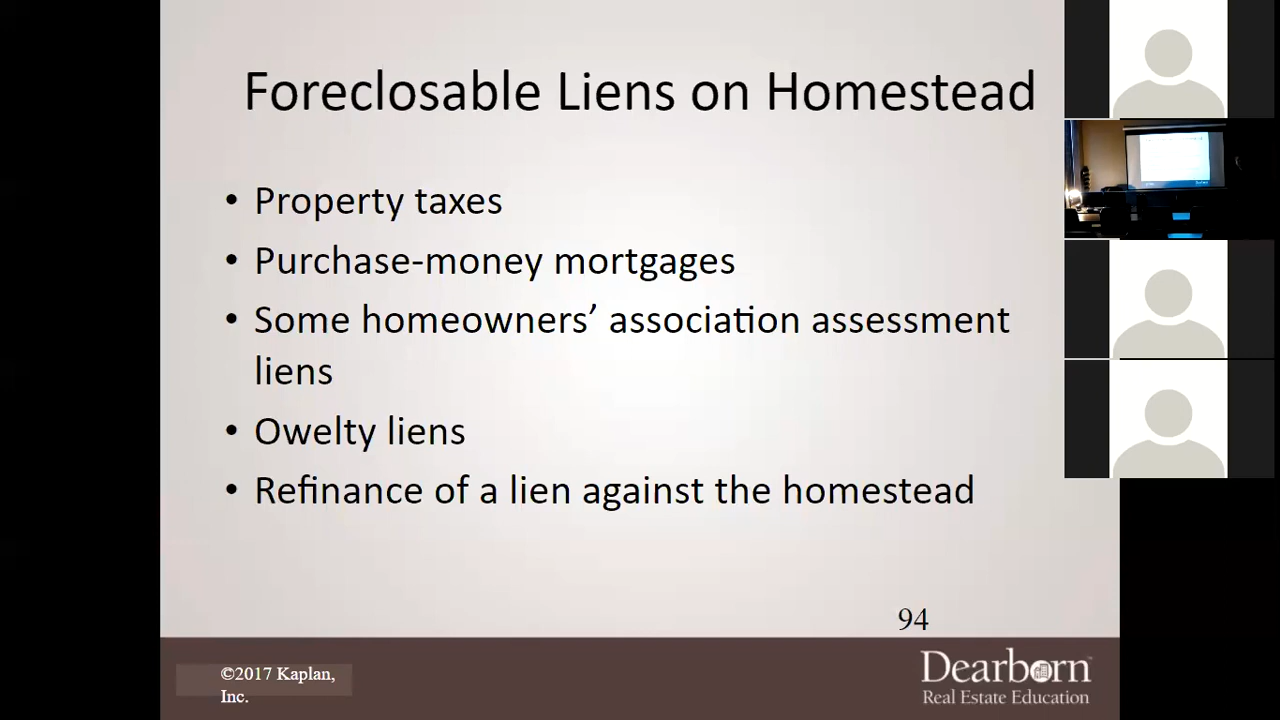 Foreclosable Liens on Homestead
• Property taxes
• Purchase-money mortgages
• Some homeowners’ association assessment
liens
• Owelty liens
• Refinance of a lien against the homestead
94
©2017 Kaplan,
Inc.
Dearborn™
Real Estate Education